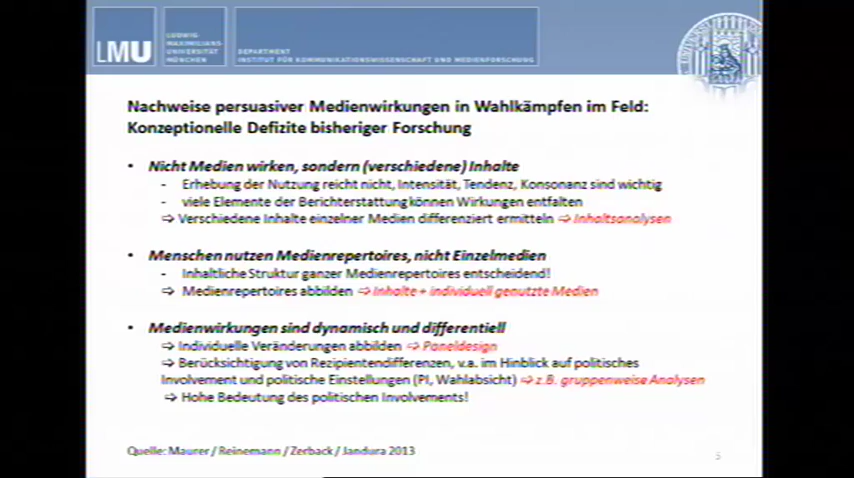 LMU
LUDWIG
MAXIMILIANS-
UNIVERSITÄT
MÜNCHEN
DEPARTMENT
INSTITUT FÜR KOMMUNIKATIONSWISSENSCHAFT UND MEDIENFORSCHUNG
Nachweise persuasiver Medienwirkungen in Wahlkämpfen im Feld:
Konzeptionelle Defizite bisheriger Forschung
• Nicht Medien wirken, sondern (verschiedene) Inhalte
- Erhebung der Nutzung reicht nicht, Intensität, Tendenz, Konsonanz sind wichtig
- viele Elemente der Berichterstattung können Wirkungen entfalten
⇨ Verschiedene Inhalte einzelner Medien differenziert ermitteln ⇨ Inhaltsanalysen
• Menschen nutzen Medienrepertoires, nicht Einzelmedien
- Inhaltliche Struktur ganzer Medienrepertoires entscheidend!
⇨ Medienrepertoires abbilden ⇨ Inhalte + individuell genutzte Medien
• Medienwirkungen sind dynamisch und differentiell
⇨ Individuelle Veränderungen abbilden ⇨ Paneldesign
⇨ Berücksichtigung von Rezipientendifferenzen, v.a. im Hinblick auf politisches
Involvement und politische Einstellungen (PI, Wahlabsicht) ⇨ z.B. gruppenweise Analysen
⇨ Hohe Bedeutung des politischen Involvements!
Quelle: Maurer / Reinemann / Zerback / Jandura 2013
5